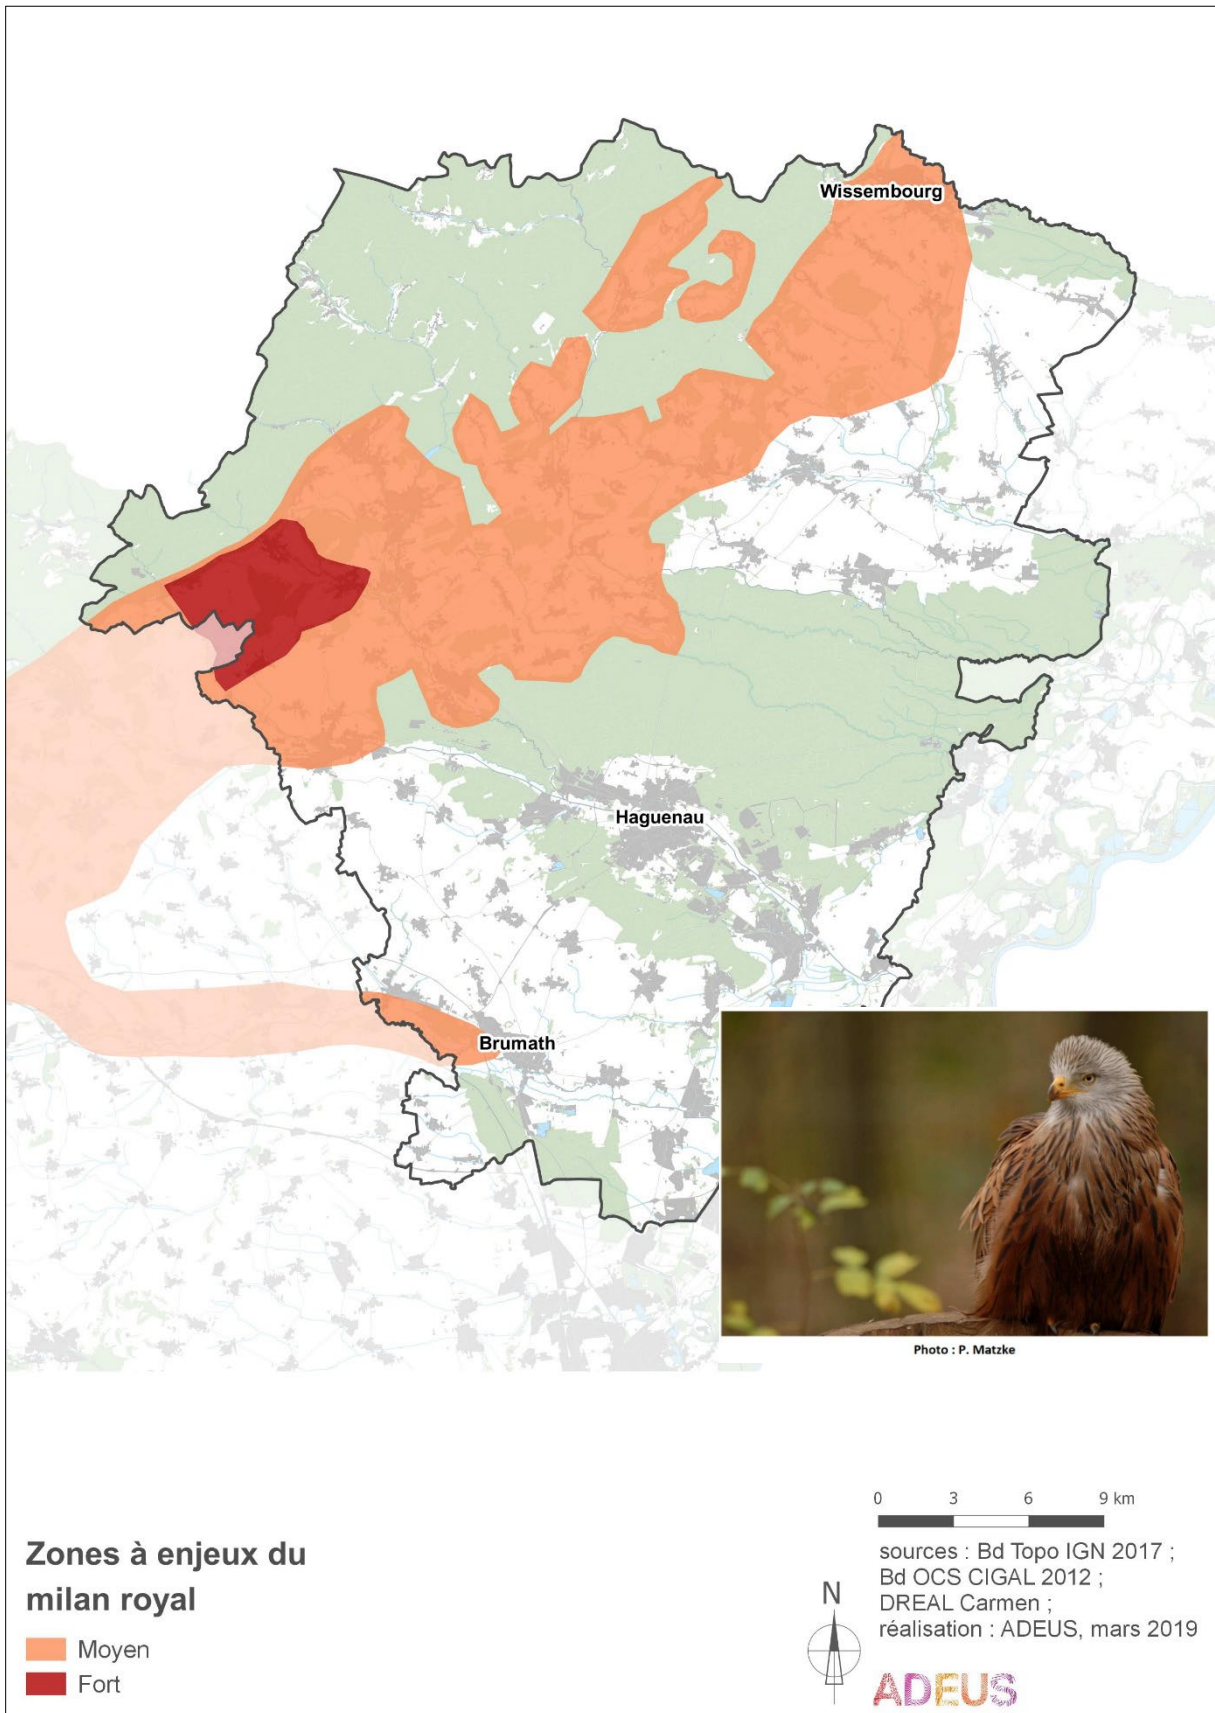 Wissembourg
Haguenau
Brumath
Photo : P. Matzke
0 3 6 9 km
Zones à enjeux du
milan royal
Moyen
Fort
N
sources : Bd Topo IGN 2017 ;
Bd OCS CIGAL 2012 ;
DREAL Carmen ;
réalisation : ADEUS, mars 2019
ADEUS